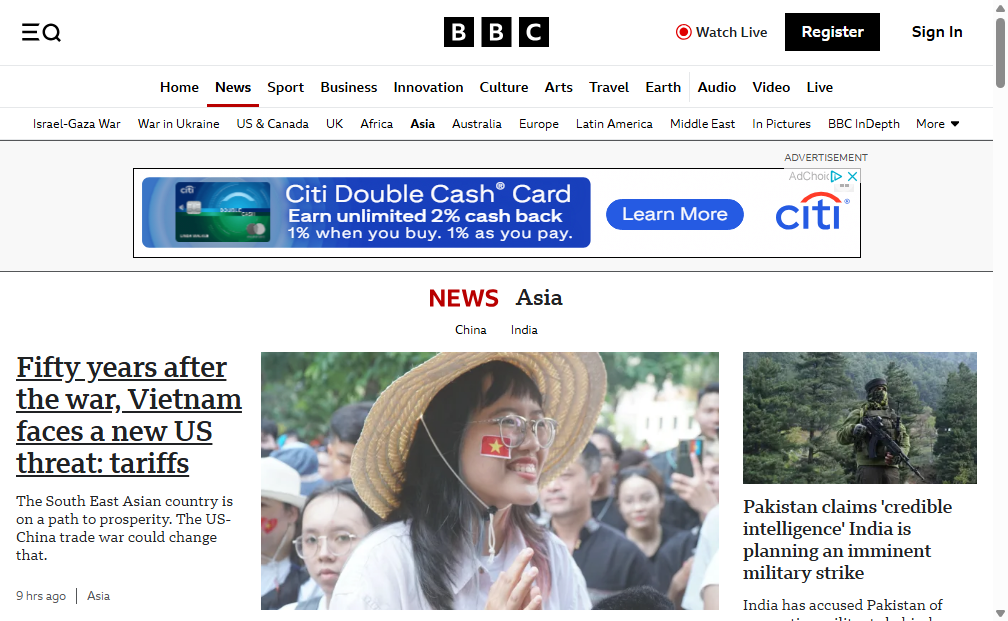 BBC
Watch Live
Register
Sign In
Home News Sport Business Innovation Culture Arts Travel Earth Audio Video Live
Israel-Gaza War War in Ukraine US & Canada UK Africa Asia Australia Europe Latin America Middle East In Pictures BBC InDepth More
ADVERTISEMENT
citi
Citi Double Cash® Card
Earn unlimited 2% cash back
1% when you buy. 1% as you pay.
Learn More
citi®
NEWS Asia
China India
Fifty years after
the war, Vietnam
faces a new US
threat: tariffs
The South East Asian country is
on a path to prosperity. The US-
China trade war could change
that.
9 hrs ago | Asia
Pakistan claims 'credible
intelligence' India is
planning an imminent
military strike
India has accused Pakistan of